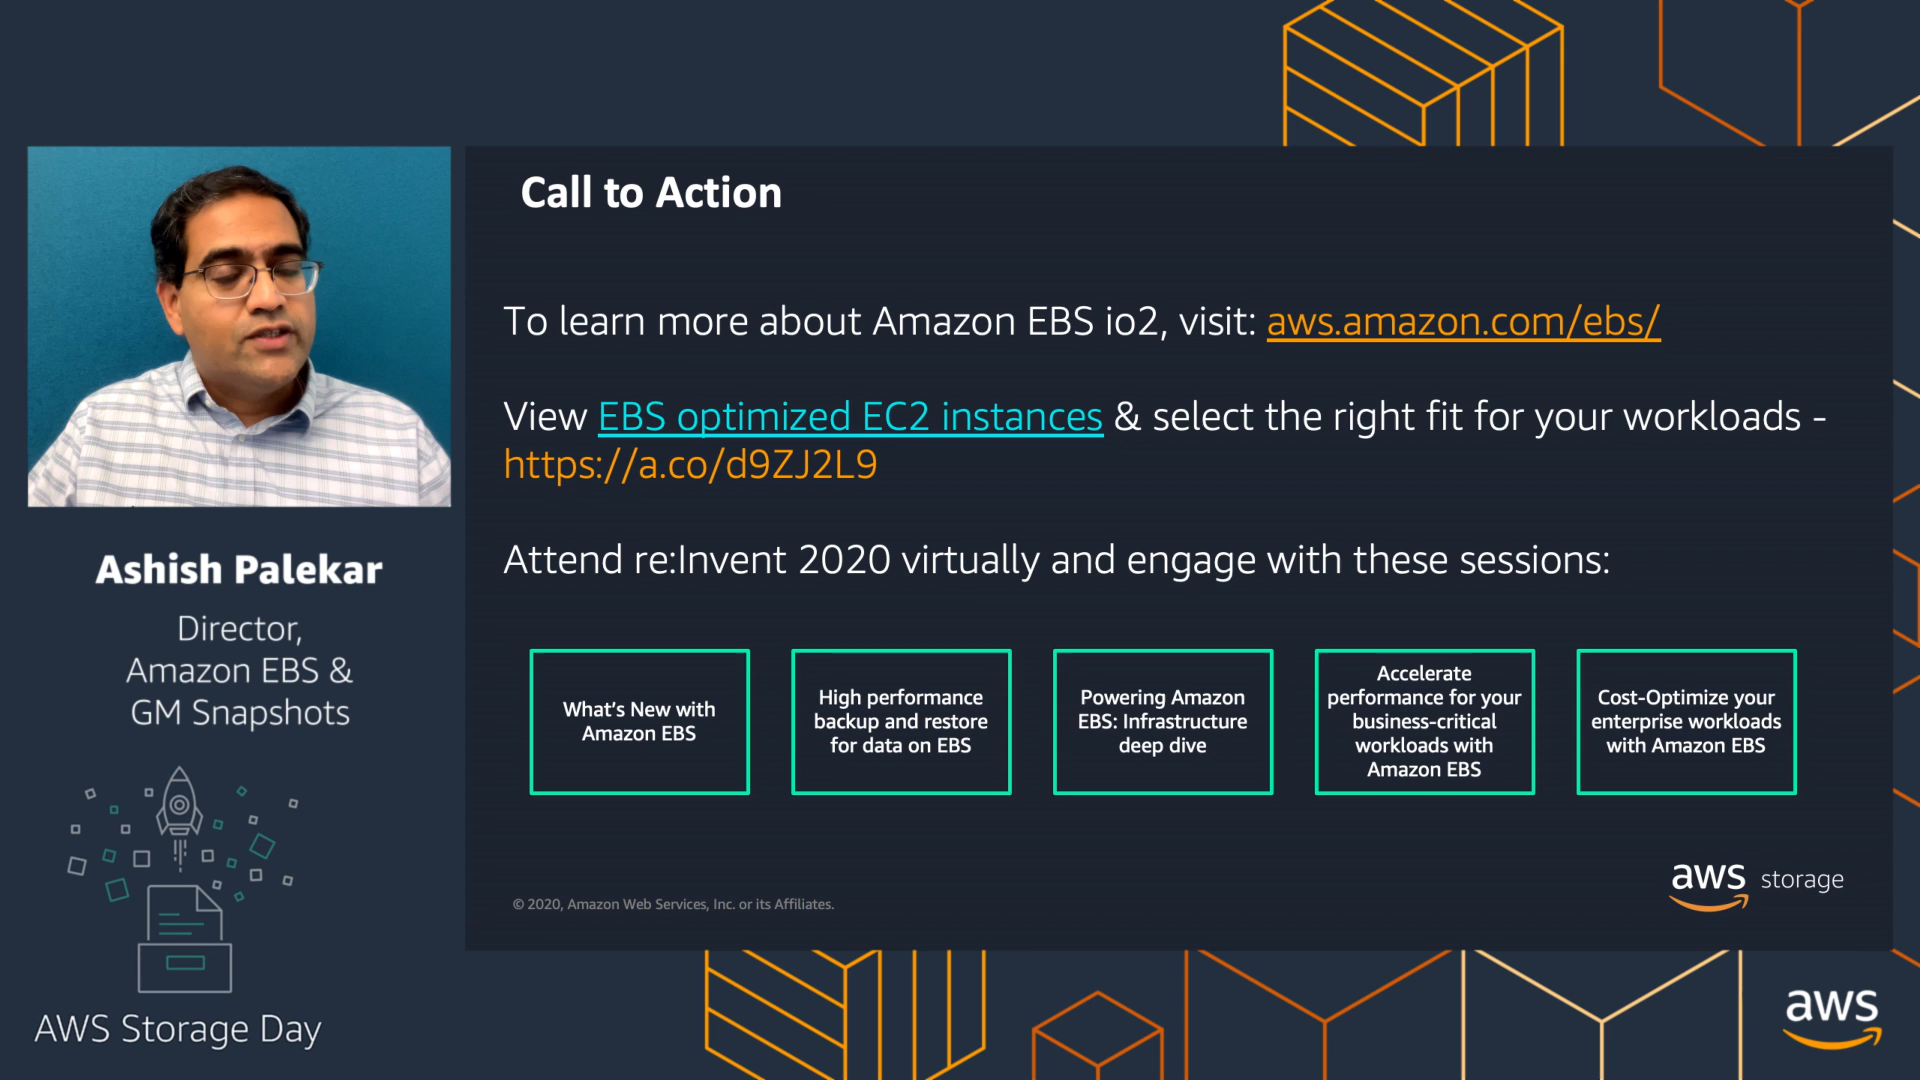 Call to Action
To learn more about Amazon EBS io2, visit: aws.amazon.com/ebs/
View EBS optimized EC2 instances & select the right fit for your workloads -
https://a.co/d9ZJ2L9
Attend re:Invent 2020 virtually and engage with these sessions:
What's New with
Amazon EBS
High performance
backup and restore
for data on EBS
Powering Amazon
EBS: Infrastructure
deep dive
Accelerate
performance for your
business-critical
workloads with
Amazon EBS
Cost-Optimize your
enterprise workloads
with Amazon EBS
© 2020, Amazon Web Services, Inc. or its Affiliates.
aws storage
Ashish Palekar
Director,
Amazon EBS &
GM Snapshots
AWS Storage Day
aws